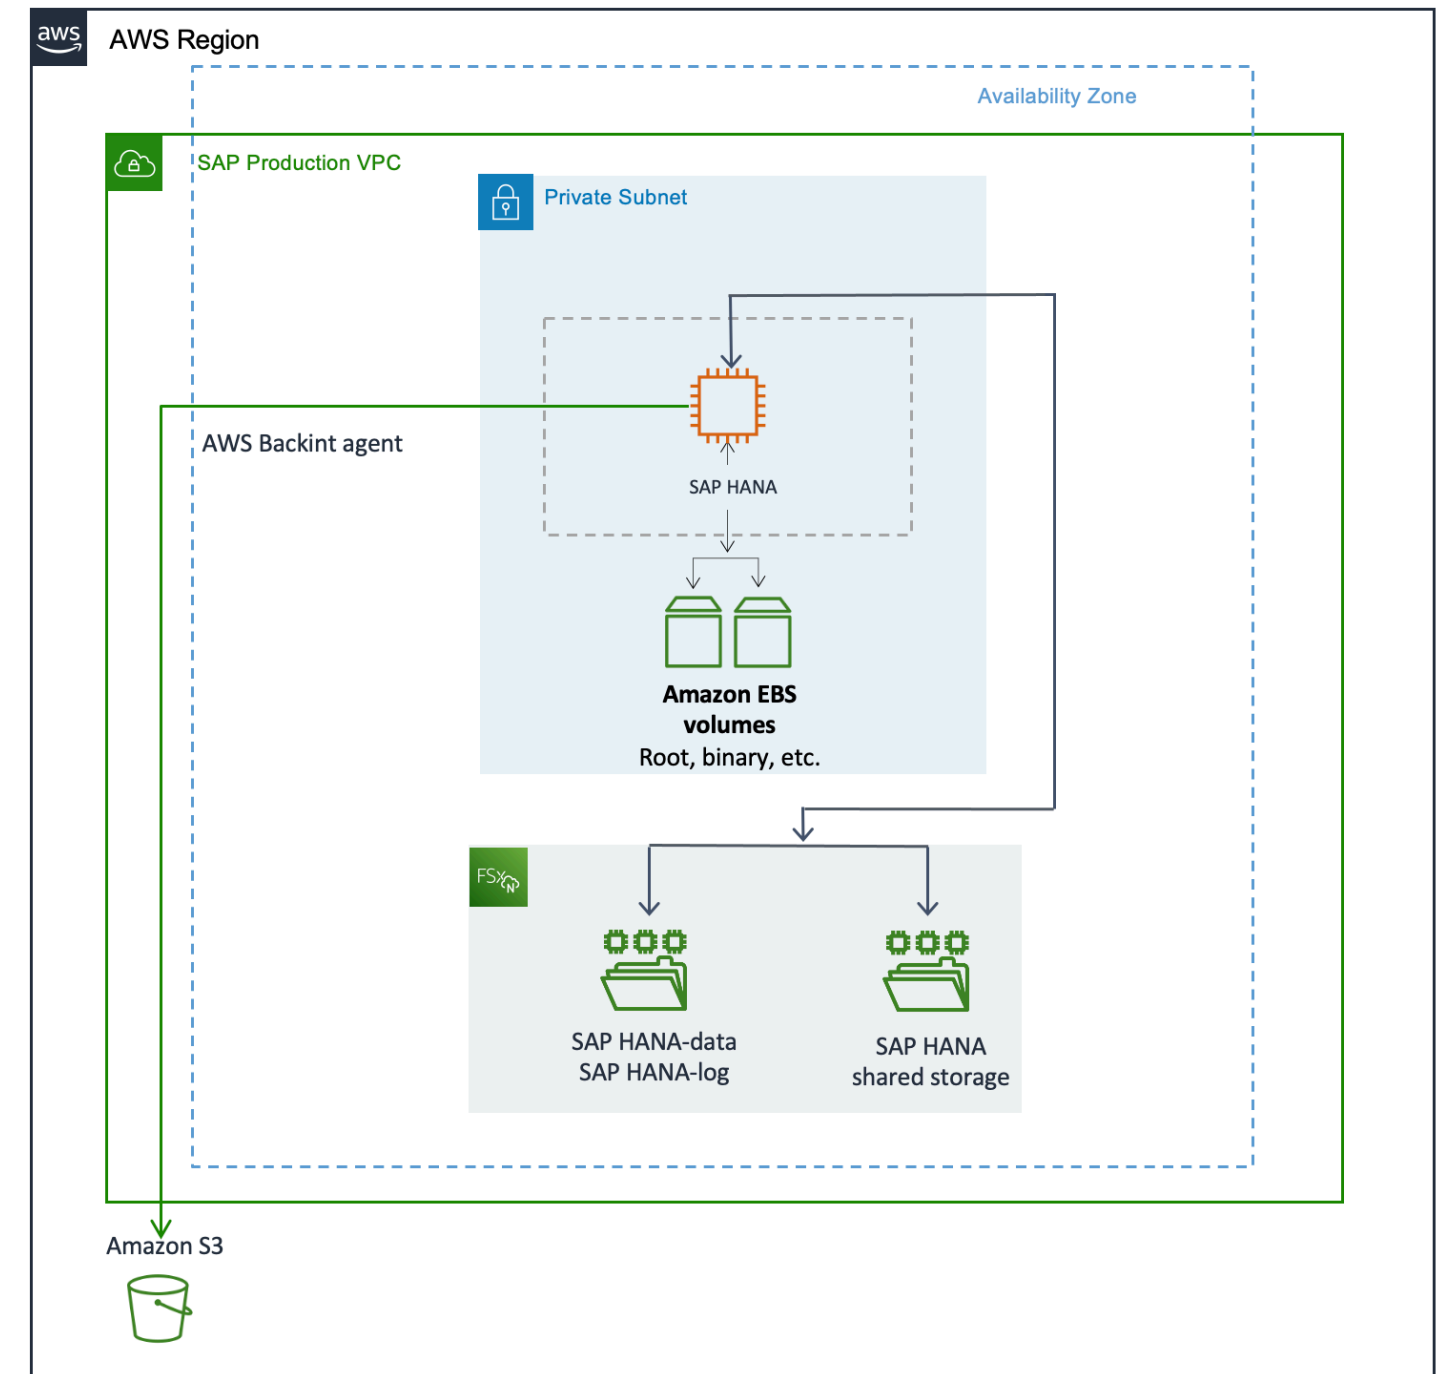 aws
AWS Region
Availability Zone
SAP Production VPC
Private Subnet
AWS Backint agent
SAP HANA
Amazon EBS
volumes
Root, binary, etc.
FSx
N
SAP HANA-data
SAP HANA-log
SAP HANA
shared storage
Amazon S3